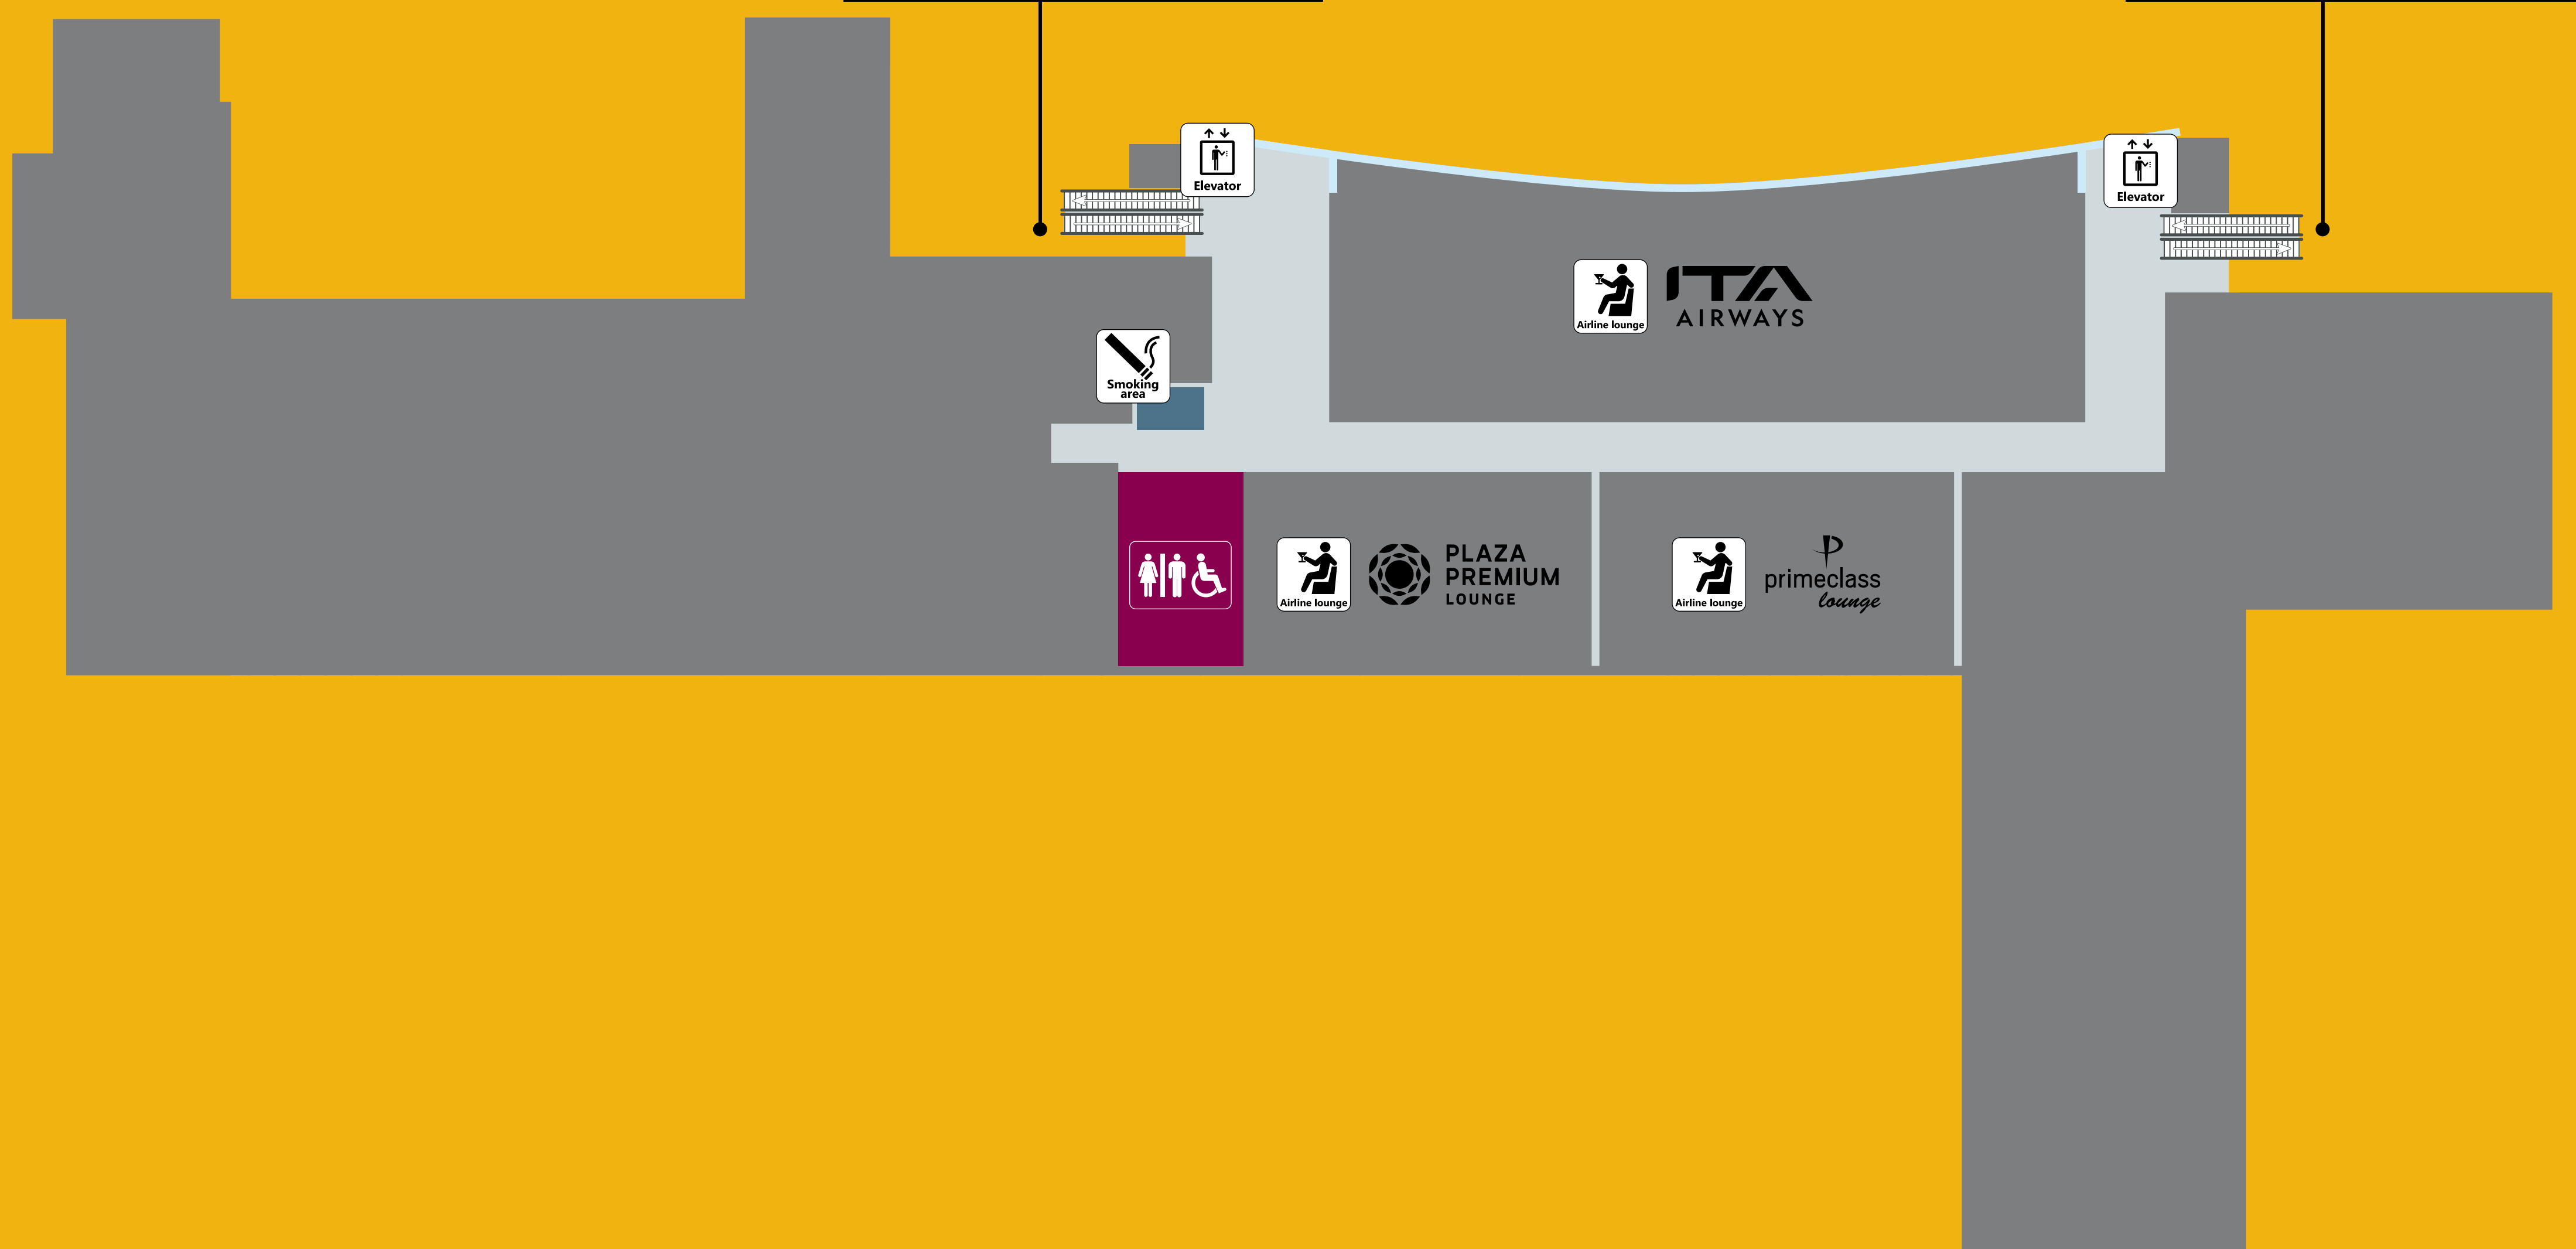 Elevator
Elevator
Airline lounge
ITA
AIRWAYS
Smoking
area
Airline lounge
PLAZA
PREMIUM
LOUNGE
Airline lounge
primeclass
lounge